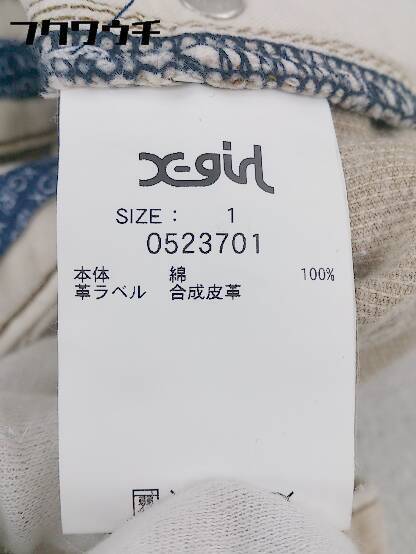 フクワウチ
X-girl
SIZE : 1
0523701
本体 綿 100%
革ラベル 合成皮革